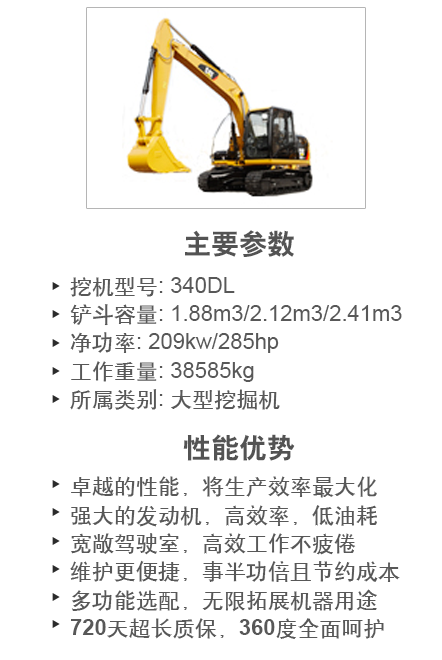 主要参数
挖机型号: 340DL
铲斗容量: 1.88m3/2.12m3/2.41m3
净功率: 209kw/285hp
工作重量: 38585kg
所属类别: 大型挖掘机
性能优势
卓越的性能，将生产效率最大化
强大的发动机，高效率，低油耗
宽敞驾驶室，高效工作不疲倦
维护更便捷，事半功倍且节约成本
多功能选配，无限拓展机器用途
720天超长质保，360度全面呵护